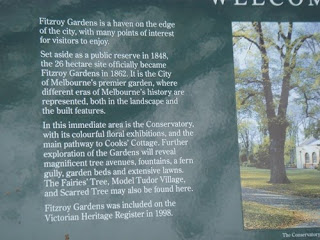 WELCOME
Fitzroy Gardens is a haven on the edge
of the city, with many points of interest
for visitors to enjoy.
Set aside as a public reserve in 1848,
the 26 hectare site officially became
Fitzroy Gardens in 1862. It is the City
of Melbourne's premier garden, where
different eras of Melbourne's history are
represented, both in the landscape and
the built features.
In this immediate area is the Conservatory,
with its colourful floral exhibitions, and the
main pathway to Cooks' Cottage. Further
exploration of the Gardens will reveal
magnificent tree avenues, fountains, a fern
gully, garden beds and extensive lawns.
The Fairies' Tree, Model Tudor Village,
and Scarred Tree may also be found here.
Fitzroy Gardens was included on the
Victorian Heritage Register in 1998.
The Conservatory